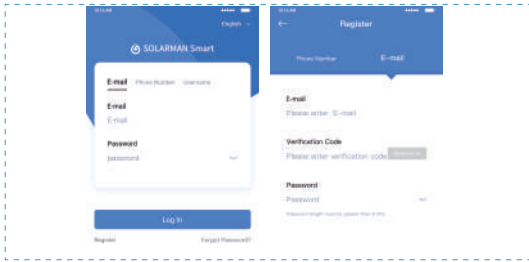 English
SOLARMAN Smart
E-mail Phone Number Username
E-mail
E-mail
Password
password
Log In
Register Forgot Password?
Register
Phone Number E-mail
E-mail
Please enter E-mail
Verification Code
Please enter verification code
Password
Password